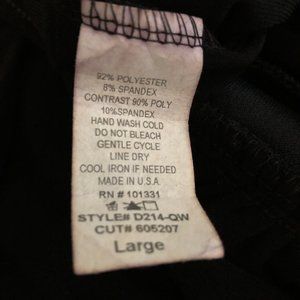 92% POLYESTER
8% SPANDEX
CONTRAST 90% POLY
10%SPANDEX
HAND WASH COLD
DO NOT BLEACH
GENTLE CYCLE
LINE DRY
COOL IRON IF NEEDED
MADE IN U.S.A.
RN # 101331
STYLE# D214-QW
CUT# 605207
Large